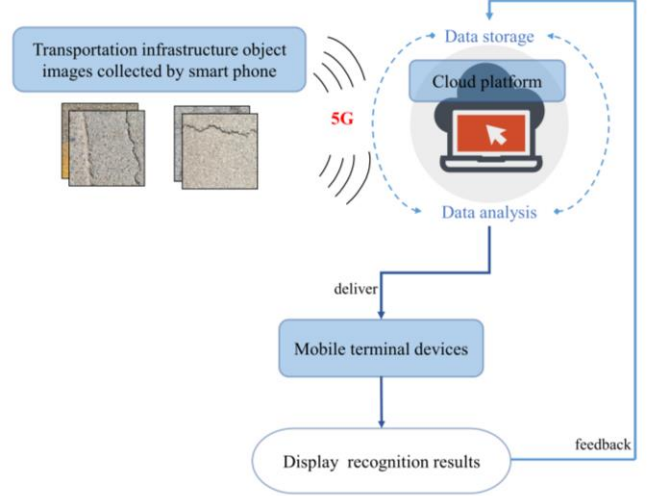 Transportation infrastructure object
images collected by smart phone
5G
Data storage
Cloud platform
Data analysis
deliver
Mobile terminal devices
Display recognition results
feedback